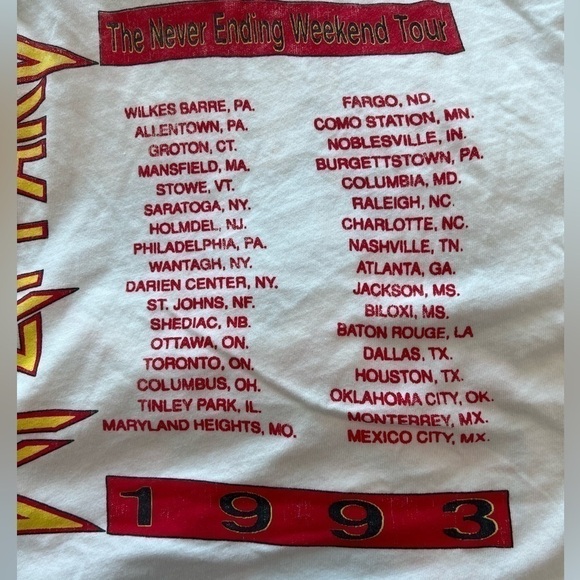 The Never Ending Weekend Tour
WILKES BARRE, PA.
ALLENTOWN, PA.
GROTON, CT.
MANSFIELD, MA.
STOWE, VT.
SARATOGA, NY.
HOLMDEL, NJ.
PHILADELPHIA, PA.
WANTAGH, NY.
DARIEN CENTER, NY.
ST. JOHNS, NF.
SHEDIAC, NB.
OTTAWA, ON.
TORONTO, ON.
COLUMBUS, OH.
TINLEY PARK, IL.
MARYLAND HEIGHTS, MO.
FARGO, ND.
COMO STATION, MN.
NOBLESVILLE, IN.
BURGETTSTOWN, PA.
COLUMBIA, MD.
RALEIGH, NC.
CHARLOTTE, NC.
NASHVILLE, TN.
ATLANTA, GA.
JACKSON, MS.
BILOXI, MS.
BATON ROUGE, LA
DALLAS, TX.
HOUSTON, TX.
OKLAHOMA CITY, OK.
MONTERREY, MX.
MEXICO CITY, MX.
1993